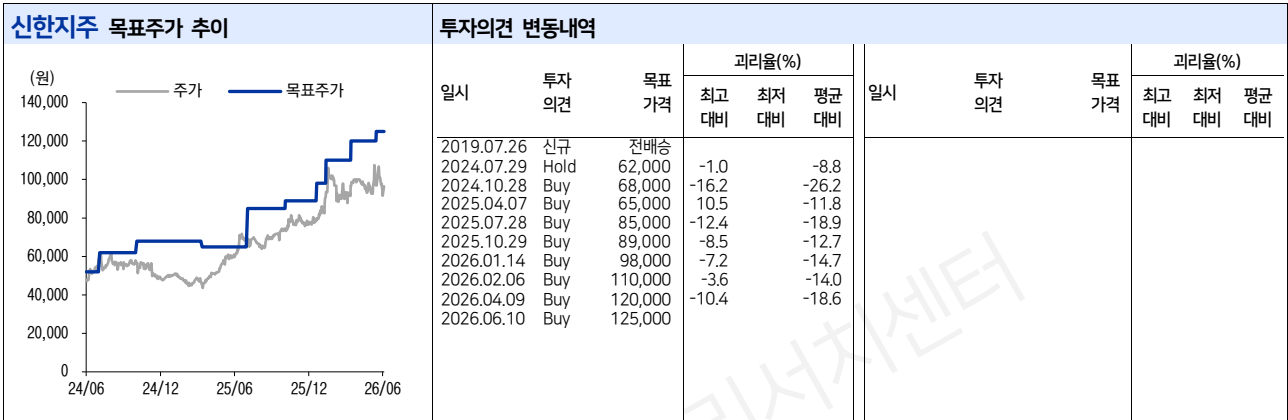 신한지주 목표주가 추이
(원)
주가 목표주가
140,000
120,000
100,000
80,000
60,000
40,000
20,000
0
24/06 24/12 25/06 25/12 26/06
투자의견 변동내역
일시 투자의견 목표가격 괴리율(%)
최고대비 최저대비 평균대비
2019.07.26 신규 전배승
2024.07.29 Hold 62,000 -1.0 -8.8
2024.10.28 Buy 68,000 -16.2 -26.2
2025.04.07 Buy 65,000 10.5 -11.8
2025.07.28 Buy 85,000 -12.4 -18.9
2025.10.29 Buy 89,000 -8.5 -12.7
2026.01.14 Buy 98,000 -7.2 -14.7
2026.02.06 Buy 110,000 -3.6 -14.0
2026.04.09 Buy 120,000 -10.4 -18.6
2026.06.10 Buy 125,000
일시 투자의견 목표가격 괴리율(%)
최고대비 최저대비 평균대비
리서치센터